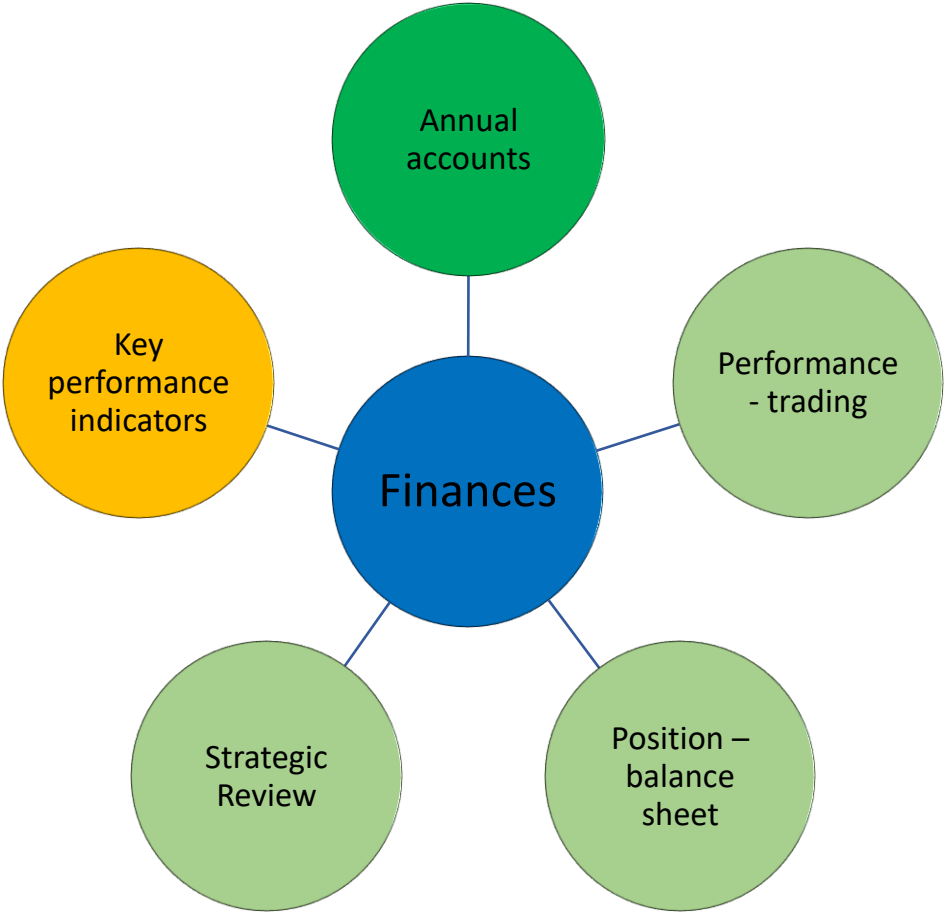 Annual
accounts
Key
performance
indicators
Performance
- trading
Finances
Strategic
Review
Position –
balance
sheet